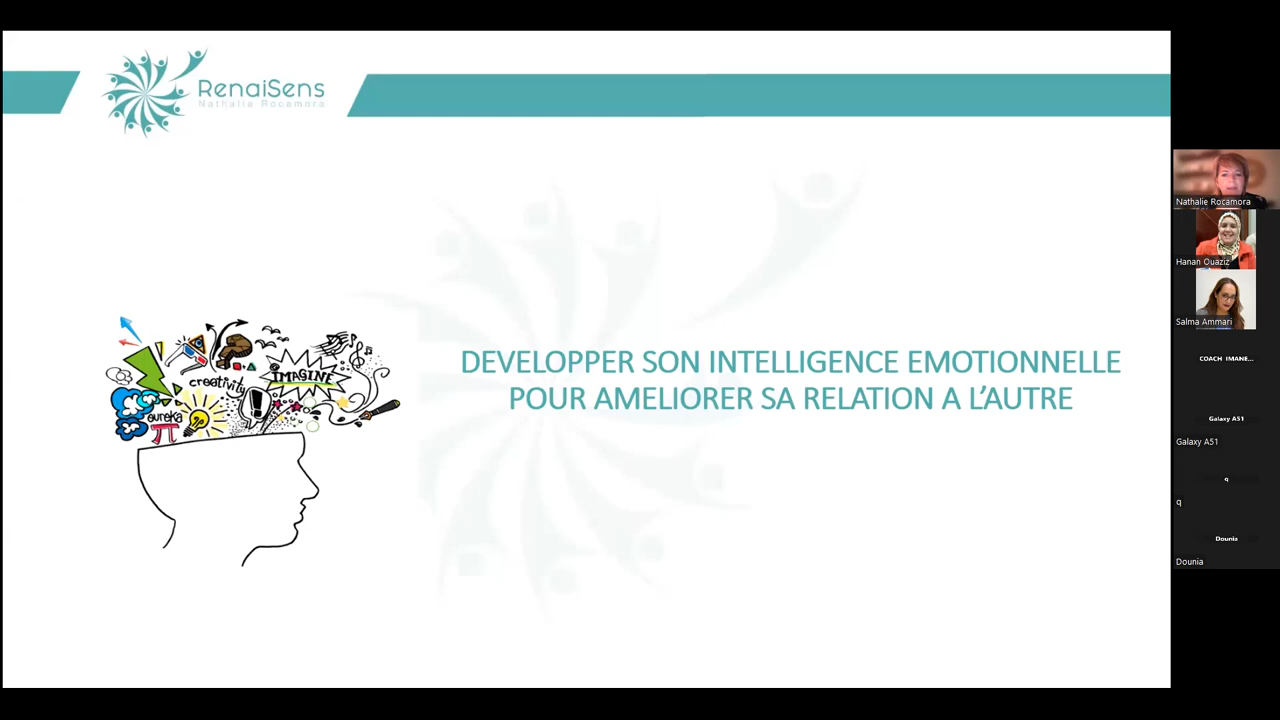 RenaiSens
Nathalie Rocamora
creativity
IMAGINE
eureka
DEVELOPPER SON INTELLIGENCE EMOTIONNELLE
POUR AMELIORER SA RELATION A L’AUTRE
Nathalie Rocamora
Hanan Ouaziz
Salma Ammari
COACH IMANE...
Galaxy A51
Galaxy A51
q
q
Dounia
Dounia